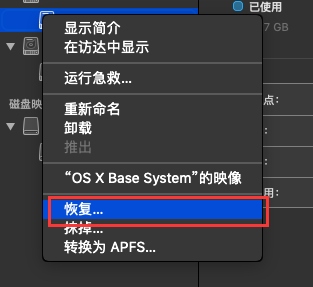 已使用
7 GB
显示简介
在访达中显示
运行急救...
磁盘映
点：
重新命名
卸载
推出
“OS X Base System”的映像
用：
恢复...
抹掉...
转换为 APFS...